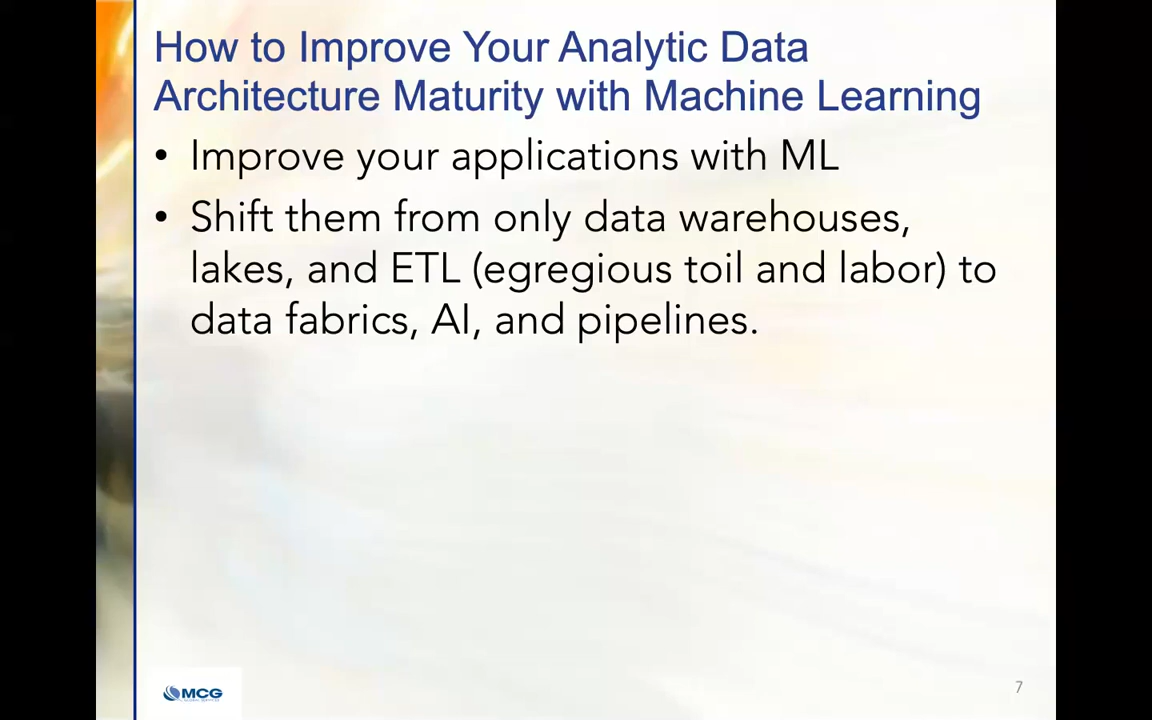 How to Improve Your Analytic Data
Architecture Maturity with Machine Learning
• Improve your applications with ML
• Shift them from only data warehouses,
lakes, and ETL (egregious toil and labor) to
data fabrics, AI, and pipelines.
MCG
7